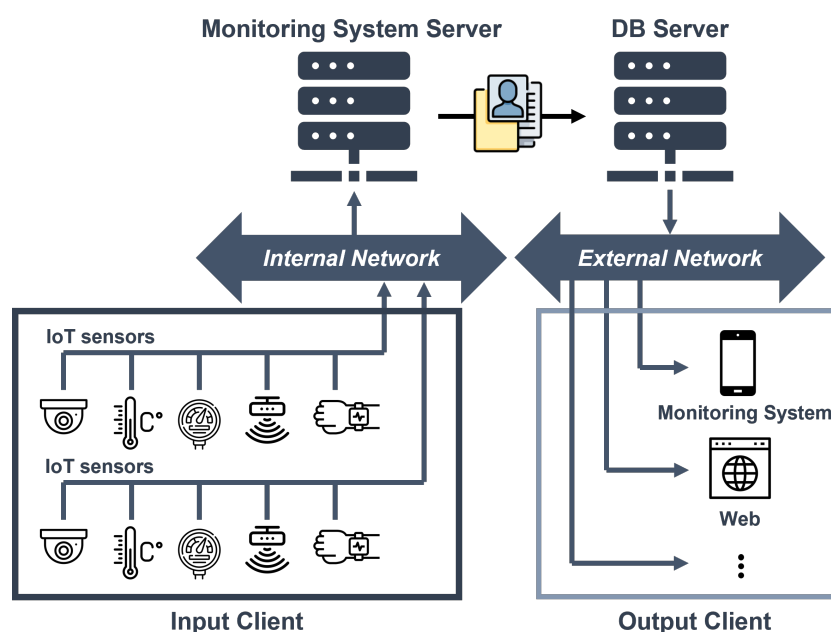 Monitoring System Server
DB Server
Internal Network
External Network
IoT sensors
C°
IoT sensors
C°
Monitoring System
Web
Input Client
Output Client